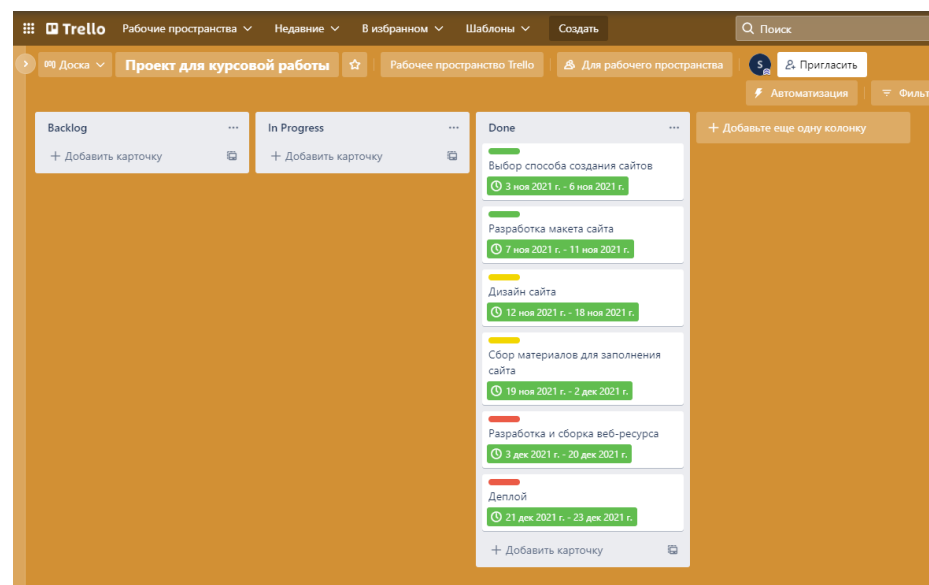 Trello Рабочие пространства Недавние В избранном Шаблоны Создать Поиск
Доска Проект для курсовой работы Рабочее пространство Trello Для рабочего пространства S Пригласить
Автоматизация Фильт
Backlog ... In Progress ... Done ... + Добавьте еще одну колонку
+ Добавить карточку + Добавить карточку
Выбор способа создания сайтов
3 ноя 2021 г. - 6 ноя 2021 г.
Разработка макета сайта
7 ноя 2021 г. - 11 ноя 2021 г.
Дизайн сайта
12 ноя 2021 г. - 18 ноя 2021 г.
Сбор материалов для заполнения
сайта
19 ноя 2021 г. - 2 дек 2021 г.
Разработка и сборка веб-ресурса
3 дек 2021 г. - 20 дек 2021 г.
Деплой
21 дек 2021 г. - 23 дек 2021 г.
+ Добавить карточку